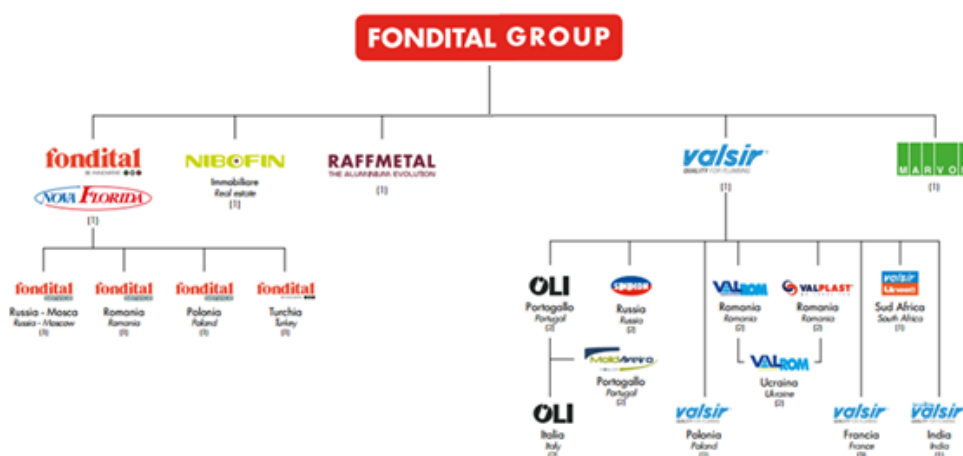 FONDITAL GROUP
fondital
NOVA FLORIDA
[1]
NIBOFIN
Immobiliare
Real estate
[1]
RAFFMETAL
THE ALUMINIUM EVOLUTION
[1]
valsir
QUALITY FOR PLUMBING
[1]
MARVON
[1]
fondital
Russia - Mosca
Russia - Moscow
fondital
Romania
Romania
fondital
Polonia
Poland
fondital
Turchia
Turkey
OLI
Portogallo
Portugal
[2]
Russia
Russia
[2]
VALROM
Romania
Romania
[2]
VALPLAST
Romania
Romania
[2]
valsir
Sud Africa
South Africa
Portogallo
Portugal
[2]
VALROM
Ucraina
Ukraine
[2]
OLI
Italia
Italy
valsir
Polonia
Poland
valsir
Francia
France
valsir
India
India